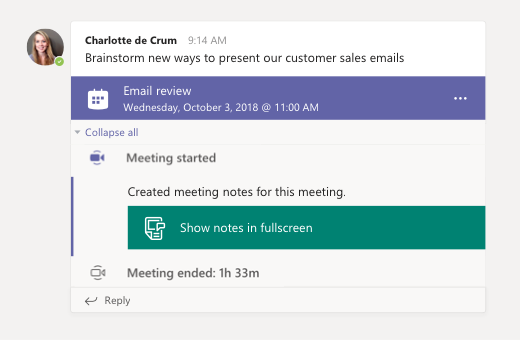 Charlotte de Crum 9:14 AM
Brainstorm new ways to present our customer sales emails
Email review
Wednesday, October 3, 2018 @ 11:00 AM
Collapse all
Meeting started
Created meeting notes for this meeting.
Show notes in fullscreen
Meeting ended: 1h 33m
Reply